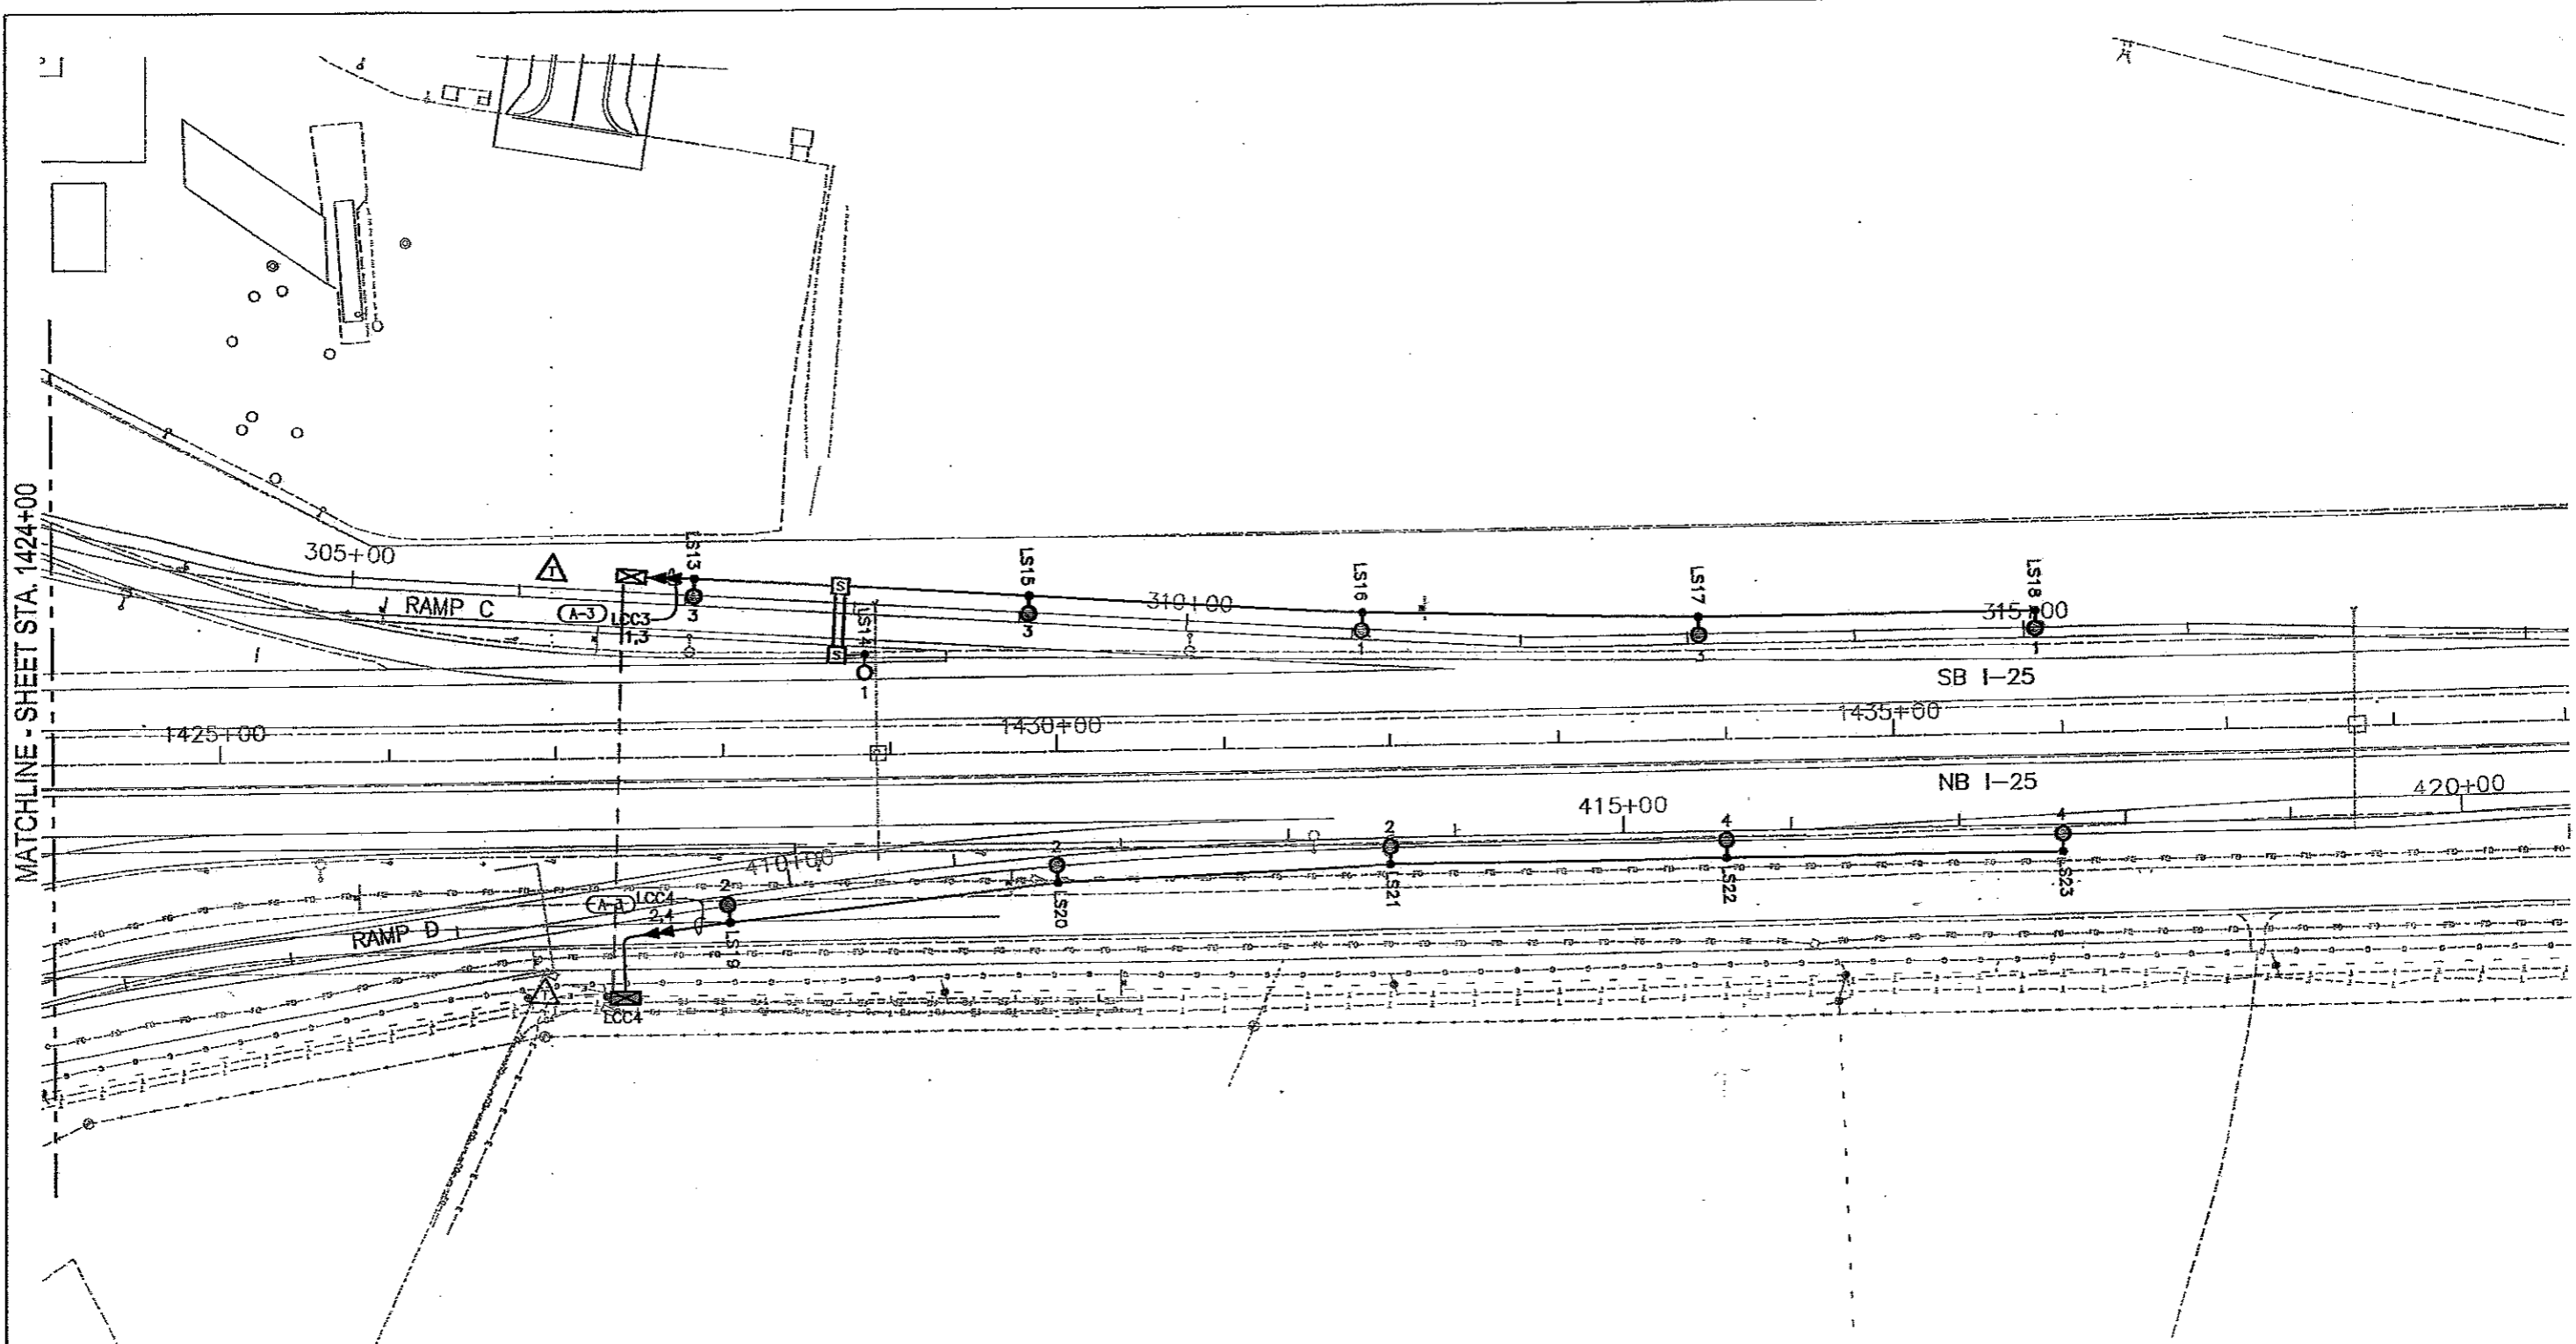 MATCHLINE - SHEET STA. 1424+00
305+00
RAMP C
A-3
LCC3
1,3
LS13
3
S
S
LS14
1
LS15
3
310+00
LS16
1
LS17
3
LS18
315+00
1
SB I-25
1425+00
1430+00
1435+00
NB I-25
415+00
420+00
410+00
RAMP D
A-3
LCC4
2,4
2
LS19
2
LS20
2
LS21
4
LS22
4
LS23
T
T
LCC4